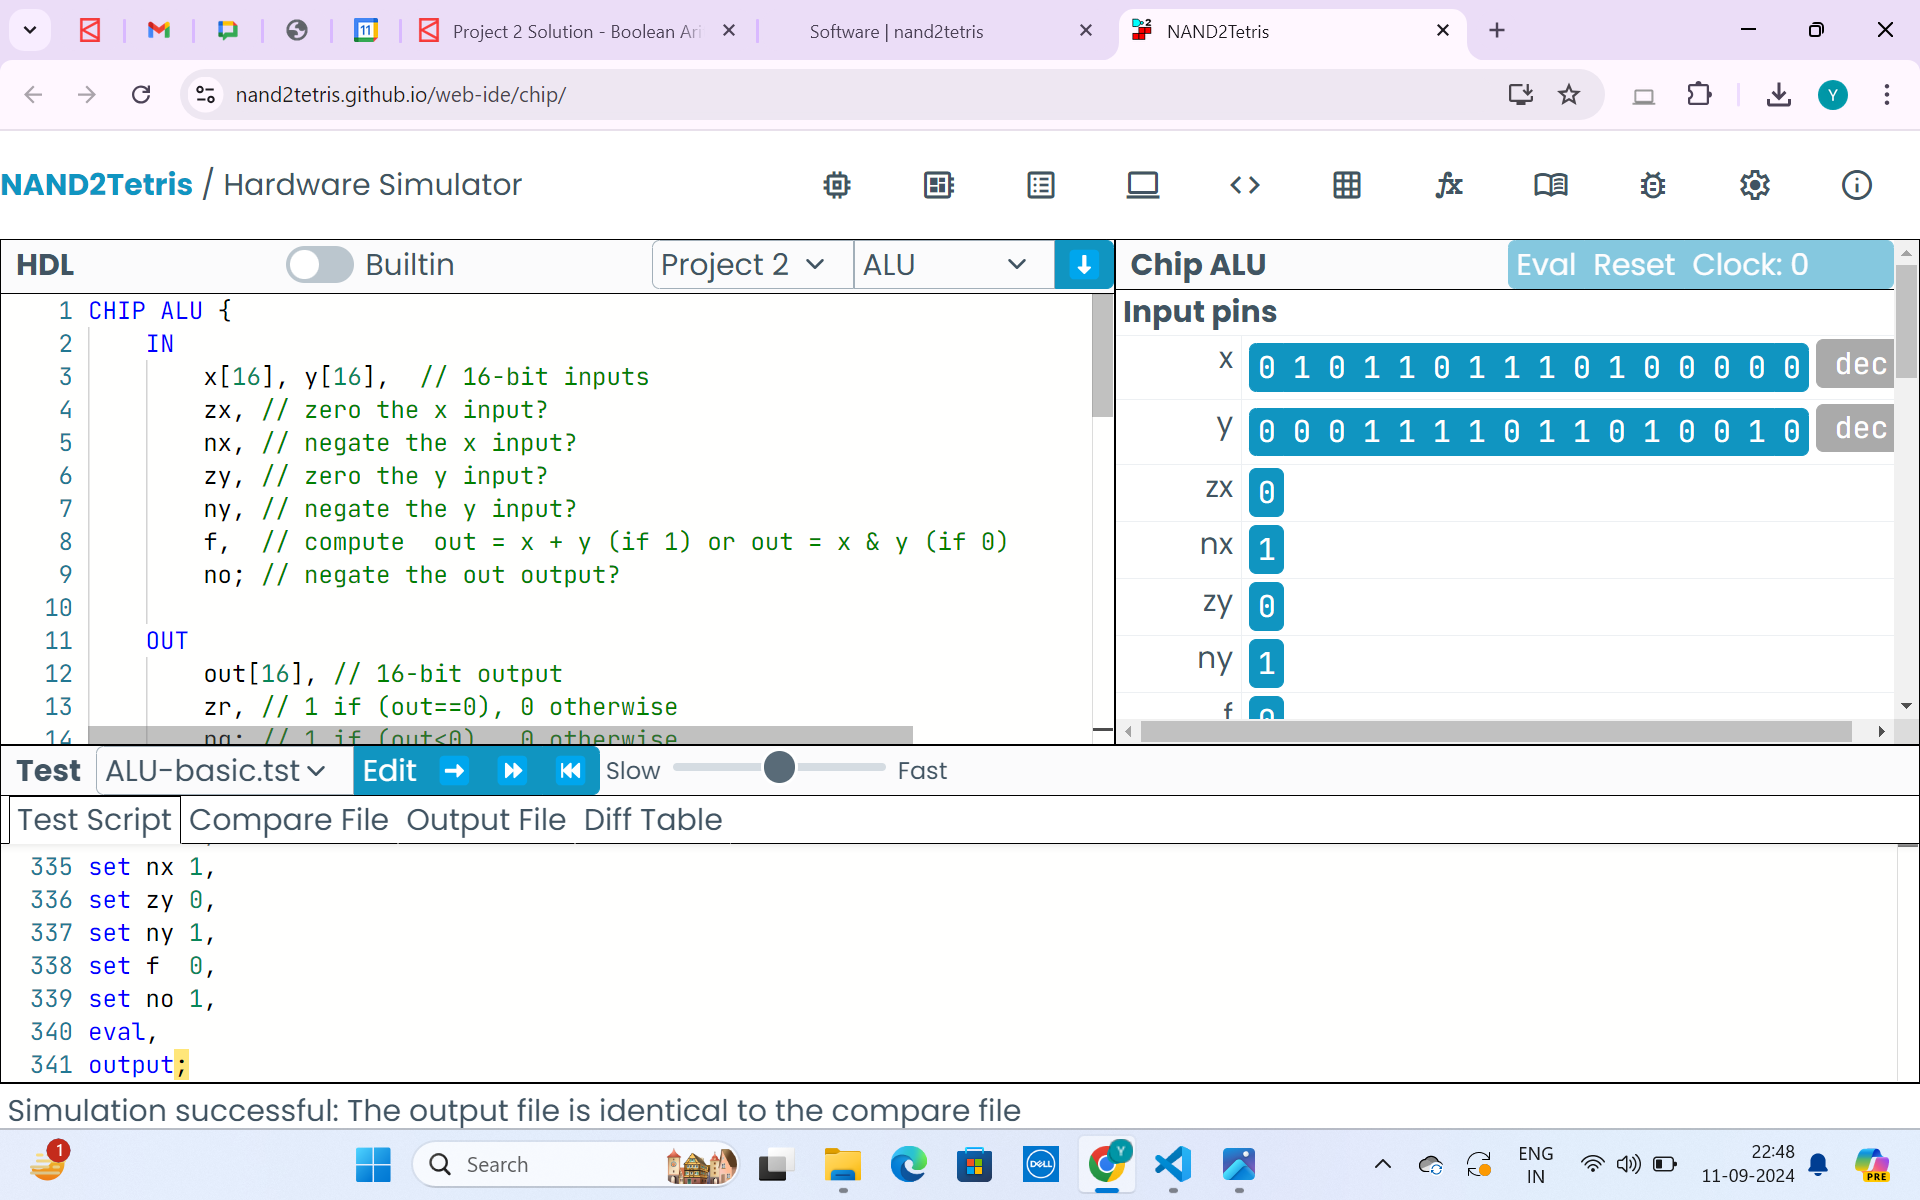 Project 2 Solution - Boolean Ari
Software | nand2tetris
NAND2Tetris
nand2tetris.github.io/web-ide/chip/
Y
NAND2Tetris / Hardware Simulator
HDL
Builtin
Project 2
ALU
1 CHIP ALU {
2 IN
3 x[16], y[16],  // 16-bit inputs
4 zx, // zero the x input?
5 nx, // negate the x input?
6 zy, // zero the y input?
7 ny, // negate the y input?
8 f,  // compute  out = x + y (if 1) or out = x & y (if 0)
9 no; // negate the out output?
10
11 OUT
12 out[16], // 16-bit output
13 zr, // 1 if (out==0), 0 otherwise
14 ng; // 1 if (out<0),  0 otherwise
Chip ALU
Eval Reset Clock: 0
Input pins
x 0 1 0 1 1 0 1 1 1 0 1 0 0 0 0 0 dec
y 0 0 0 1 1 1 1 0 1 1 0 1 0 0 1 0 dec
zx 0
nx 1
zy 0
ny 1
f 0
Test ALU-basic.tst Edit Slow Fast
Test Script Compare File Output File Diff Table
335 set nx 1,
336 set zy 0,
337 set ny 1,
338 set f  0,
339 set no 1,
340 eval,
341 output;
Simulation successful: The output file is identical to the compare file
1
Search
DELL
Y
PRE
ENG
IN
22:48
11-09-2024